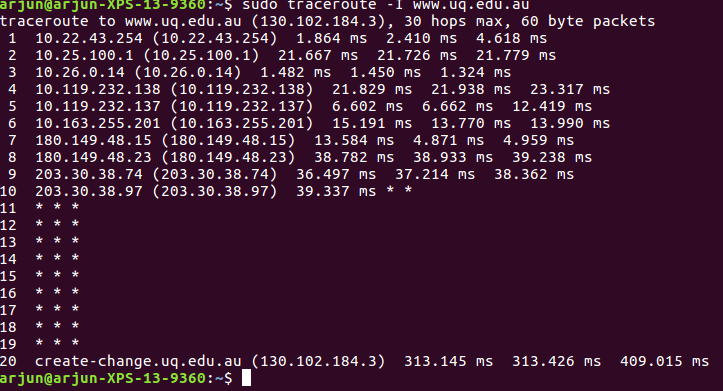 arjun@arjun-XPS-13-9360:~$ sudo traceroute -I www.uq.edu.au
traceroute to www.uq.edu.au (130.102.184.3), 30 hops max, 60 byte packets
 1  10.22.43.254 (10.22.43.254)  1.864 ms  2.410 ms  4.618 ms
 2  10.25.100.1 (10.25.100.1)  21.667 ms  21.726 ms  21.779 ms
 3  10.26.0.14 (10.26.0.14)  1.482 ms  1.450 ms  1.324 ms
 4  10.119.232.138 (10.119.232.138)  21.829 ms  21.938 ms  23.317 ms
 5  10.119.232.137 (10.119.232.137)  6.602 ms  6.662 ms  12.419 ms
 6  10.163.255.201 (10.163.255.201)  15.191 ms  13.770 ms  13.990 ms
 7  180.149.48.15 (180.149.48.15)  13.584 ms  4.871 ms  4.959 ms
 8  180.149.48.23 (180.149.48.23)  38.782 ms  38.933 ms  39.238 ms
 9  203.30.38.74 (203.30.38.74)  36.497 ms  37.214 ms  38.362 ms
10  203.30.38.97 (203.30.38.97)  39.337 ms * *
11  * * *
12  * * *
13  * * *
14  * * *
15  * * *
16  * * *
17  * * *
18  * * *
19  * * *
20  create-change.uq.edu.au (130.102.184.3)  313.145 ms  313.426 ms  409.015 ms
arjun@arjun-XPS-13-9360:~$